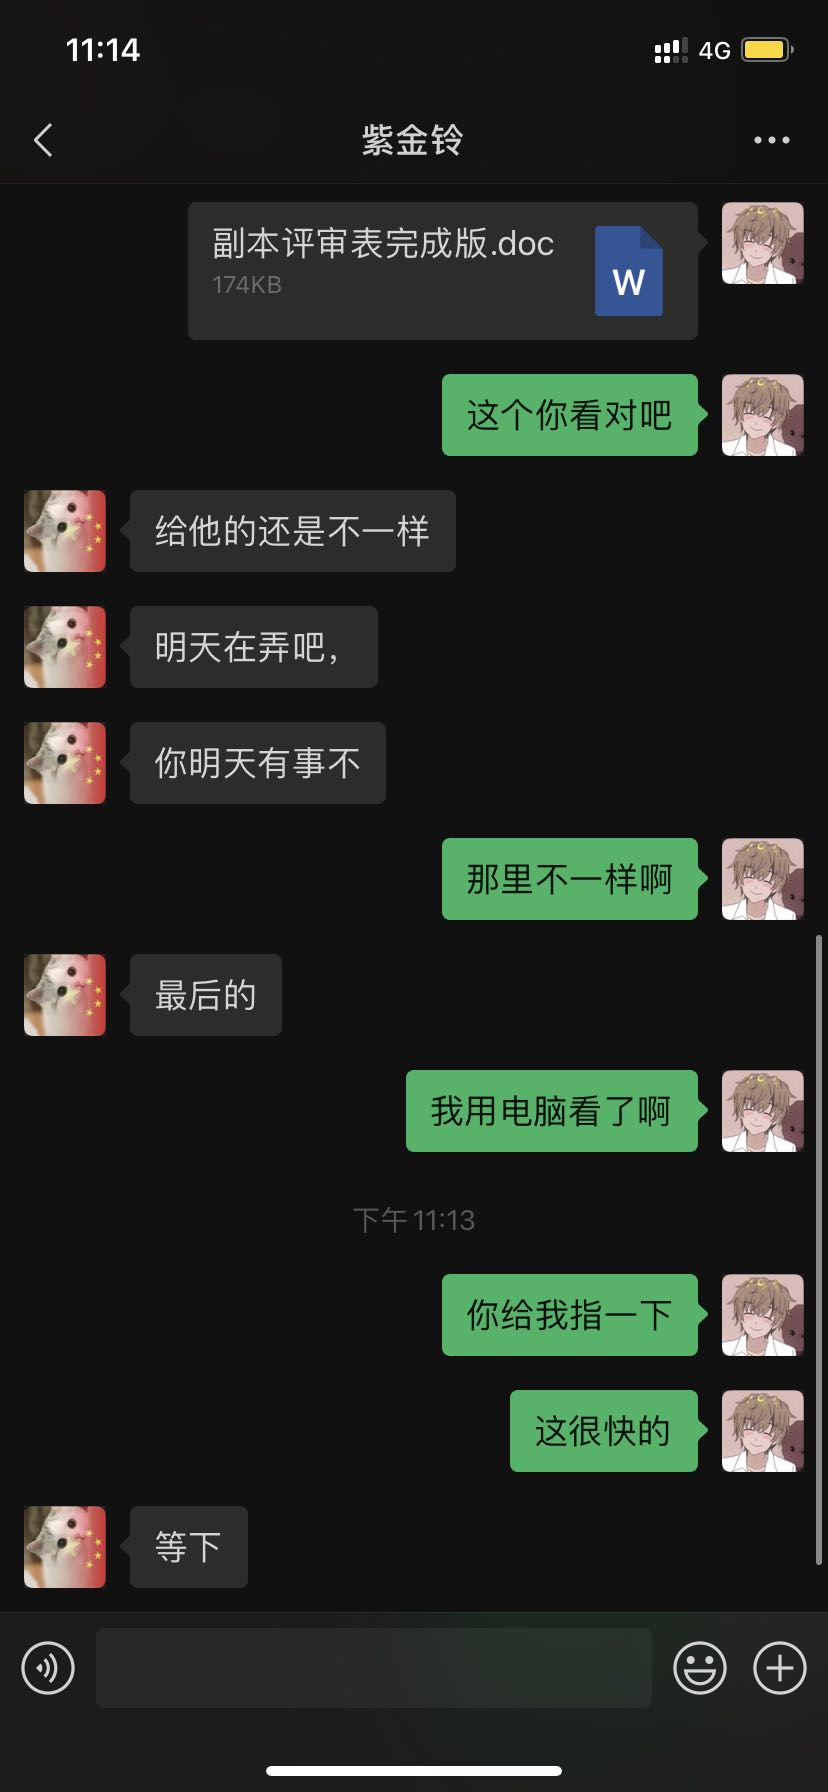 11:14
4G
紫金铃
副本评审表完成版.doc
174KB
W
这个你看对吧
给他的还是不一样
明天在弄吧，
你明天有事不
那里不一样啊
最后的
我用电脑看了啊
下午 11:13
你给我指一下
这很快的
等下